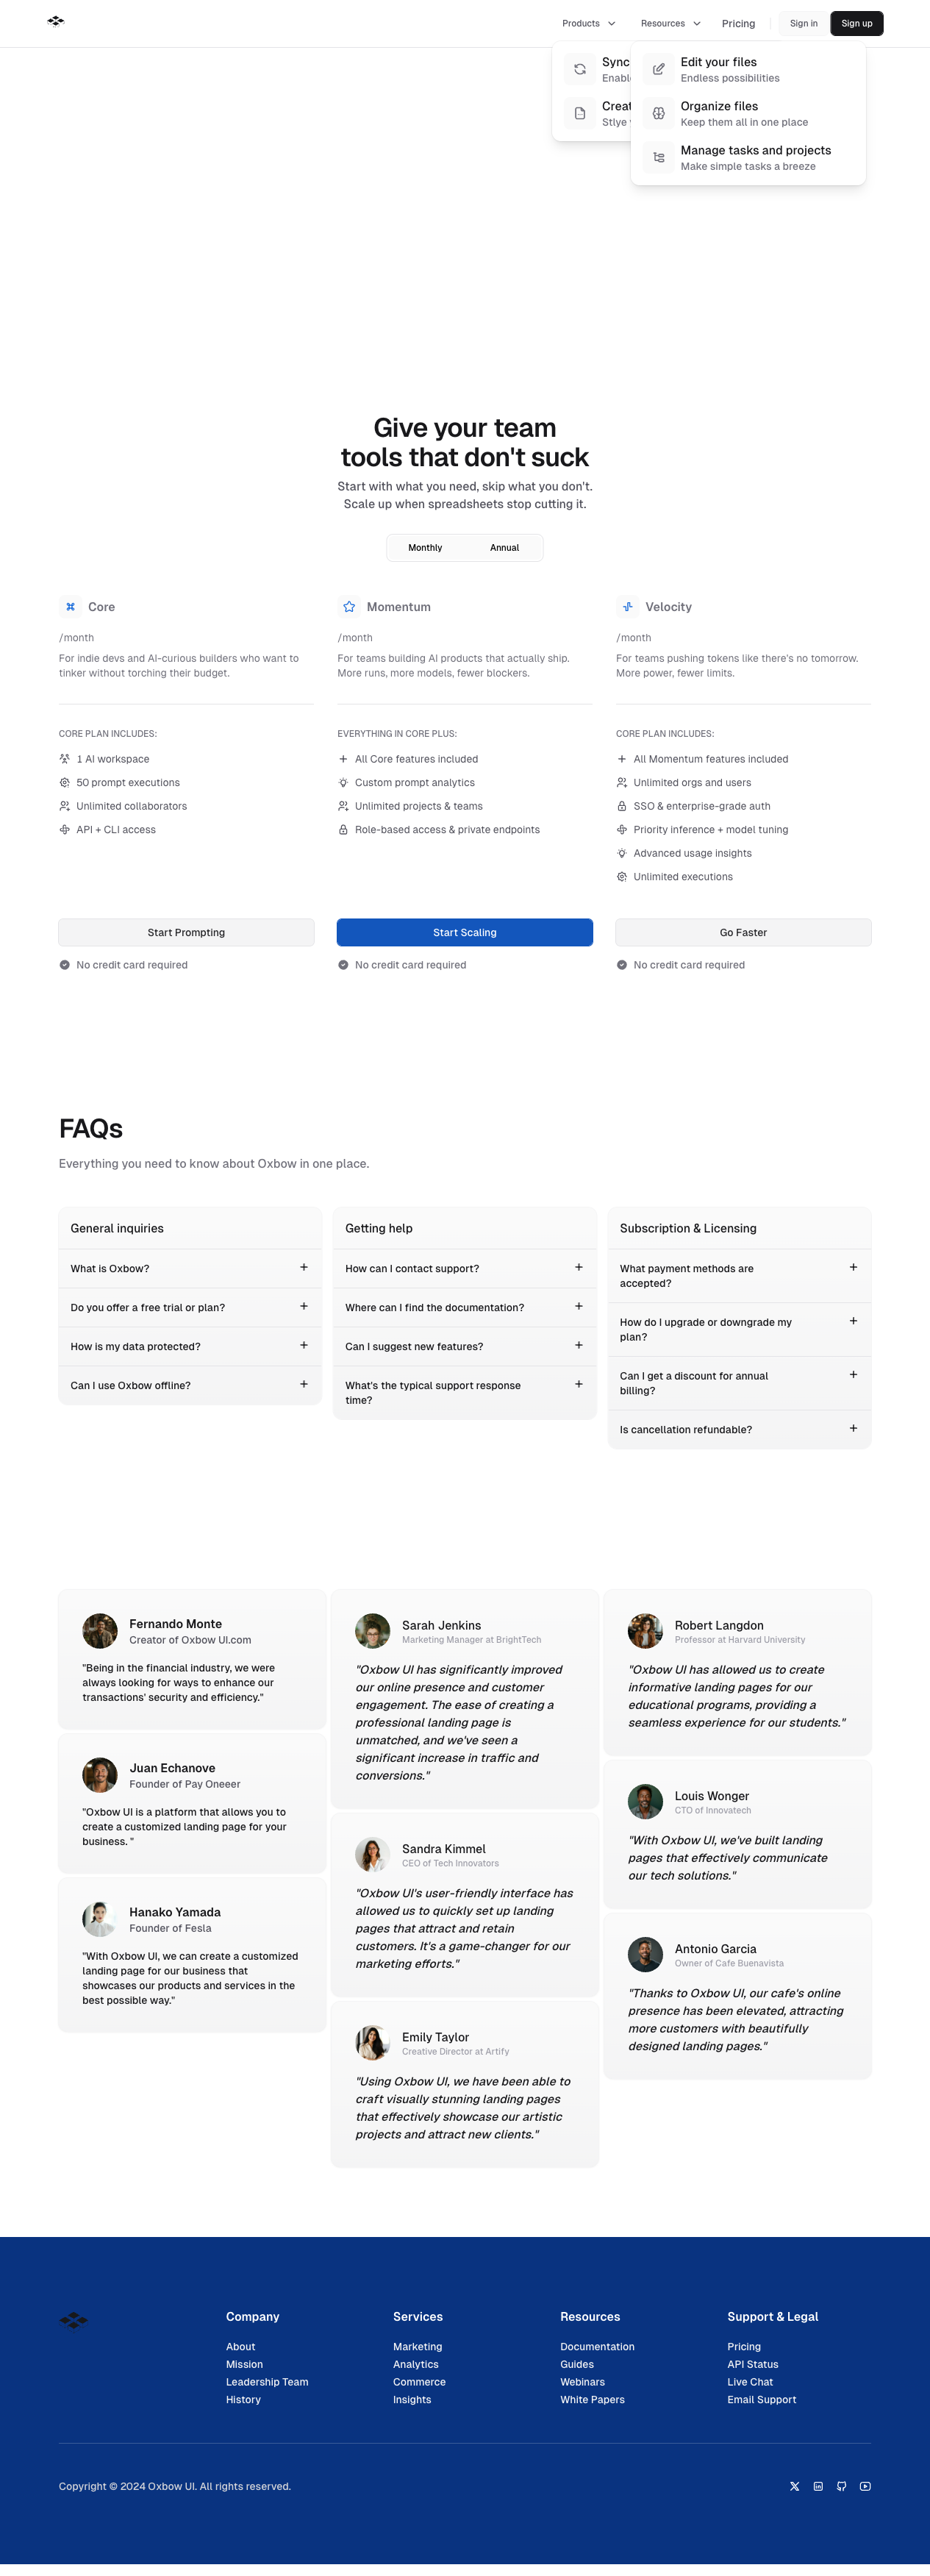 Products
Resources
Pricing
Sign in
Sign up
Sync
Enable
Creat
Stlye
Edit your files
Endless possibilities
Organize files
Keep them all in one place
Manage tasks and projects
Make simple tasks a breeze
Give your team
tools that don't suck
Start with what you need, skip what you don't.
Scale up when spreadsheets stop cutting it.
Monthly
Annual
Core
/month
For indie devs and AI-curious builders who want to
tinker without torching their budget.
CORE PLAN INCLUDES:
1 AI workspace
50 prompt executions
Unlimited collaborators
API + CLI access
Start Prompting
No credit card required
Momentum
/month
For teams building AI products that actually ship.
More runs, more models, fewer blockers.
EVERYTHING IN CORE PLUS:
All Core features included
Custom prompt analytics
Unlimited projects & teams
Role-based access & private endpoints
Start Scaling
No credit card required
Velocity
/month
For teams pushing tokens like there's no tomorrow.
More power, fewer limits.
CORE PLAN INCLUDES:
All Momentum features included
Unlimited orgs and users
SSO & enterprise-grade auth
Priority inference + model tuning
Advanced usage insights
Unlimited executions
Go Faster
No credit card required
FAQs
Everything you need to know about Oxbow in one place.
General inquiries
What is Oxbow?
Do you offer a free trial or plan?
How is my data protected?
Can I use Oxbow offline?
Getting help
How can I contact support?
Where can I find the documentation?
Can I suggest new features?
What's the typical support response
time?
Subscription & Licensing
What payment methods are
accepted?
How do I upgrade or downgrade my
plan?
Can I get a discount for annual
billing?
Is cancellation refundable?
Fernando Monte
Creator of Oxbow UI.com
"Being in the financial industry, we were
always looking for ways to enhance our
transactions' security and efficiency."
Juan Echanove
Founder of Pay Oneeer
"Oxbow UI is a platform that allows you to
create a customized landing page for your
business. "
Hanako Yamada
Founder of Fesla
"With Oxbow UI, we can create a customized
landing page for our business that
showcases our products and services in the
best possible way."
Sarah Jenkins
Marketing Manager at BrightTech
"Oxbow UI has significantly improved
our online presence and customer
engagement. The ease of creating a
professional landing page is
unmatched, and we've seen a
significant increase in traffic and
conversions."
Sandra Kimmel
CEO of Tech Innovators
"Oxbow UI's user-friendly interface has
allowed us to quickly set up landing
pages that attract and retain
customers. It's a game-changer for our
marketing efforts."
Emily Taylor
Creative Director at Artify
"Using Oxbow UI, we have been able to
craft visually stunning landing pages
that effectively showcase our artistic
projects and attract new clients."
Robert Langdon
Professor at Harvard University
"Oxbow UI has allowed us to create
informative landing pages for our
educational programs, providing a
seamless experience for our students."
Louis Wonger
CTO of Innovatech
"With Oxbow UI, we've built landing
pages that effectively communicate
our tech solutions."
Antonio Garcia
Owner of Cafe Buenavista
"Thanks to Oxbow UI, our cafe's online
presence has been elevated, attracting
more customers with beautifully
designed landing pages."
Company
About
Mission
Leadership Team
History
Services
Marketing
Analytics
Commerce
Insights
Resources
Documentation
Guides
Webinars
White Papers
Support & Legal
Pricing
API Status
Live Chat
Email Support
Copyright © 2024 Oxbow UI. All rights reserved.